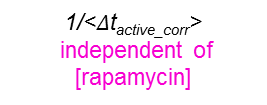 1/<Δt_active_corr>
independent of
[rapamycin]